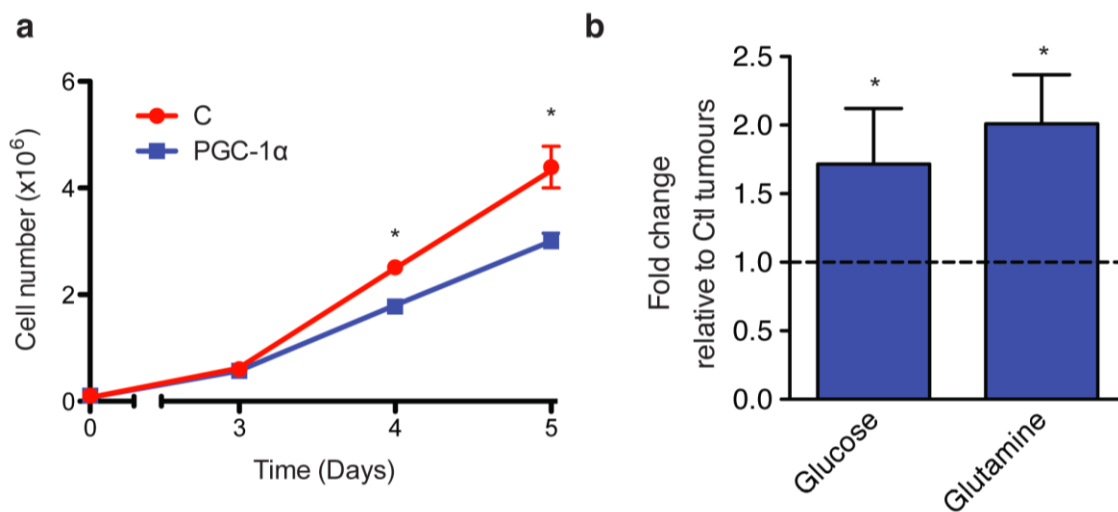 a
6
4
2
0
Cell number (x10⁶)
C
PGC-1α
*
*
0
3
4
5
Time (Days)
b
2.5
2.0
1.5
1.0
0.5
0.0
Fold change
relative to Ctl tumours
*
*
Glucose
Glutamine